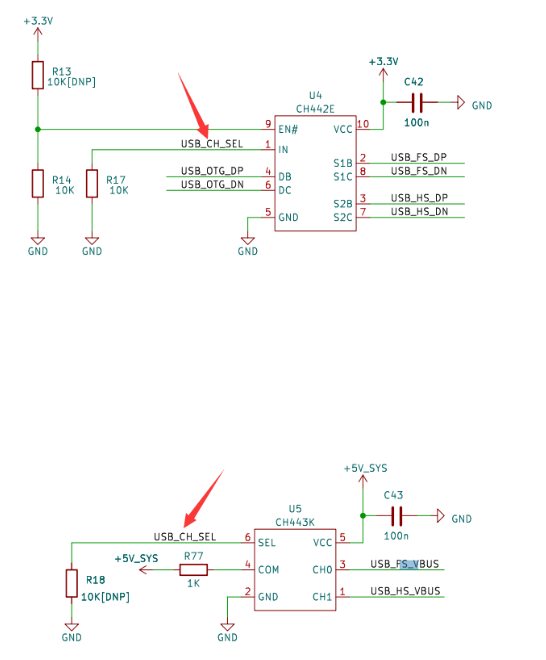 +3.3V
R13
10K[DNP]
+3.3V
C42
GND
100n
U4
CH442E
9 EN# VCC 10
USB_CH_SEL 1 IN
S1B 2 USB_FS_DP
USB_OTG_DP 4 DB S1C 8 USB_FS_DN
USB_OTG_DN 6 DC
S2B 3 USB_HS_DP
5 GND S2C 7 USB_HS_DN
R14
10K
R17
10K
GND
GND
GND
+5V_SYS
C43
GND
100n
U5
CH443K
USB_CH_SEL 6 SEL VCC 5
+5V_SYS R77 4 COM CH0 3 USB_FS_VBUS
1K
2 GND CH1 1 USB_HS_VBUS
R18
10K[DNP]
GND
GND